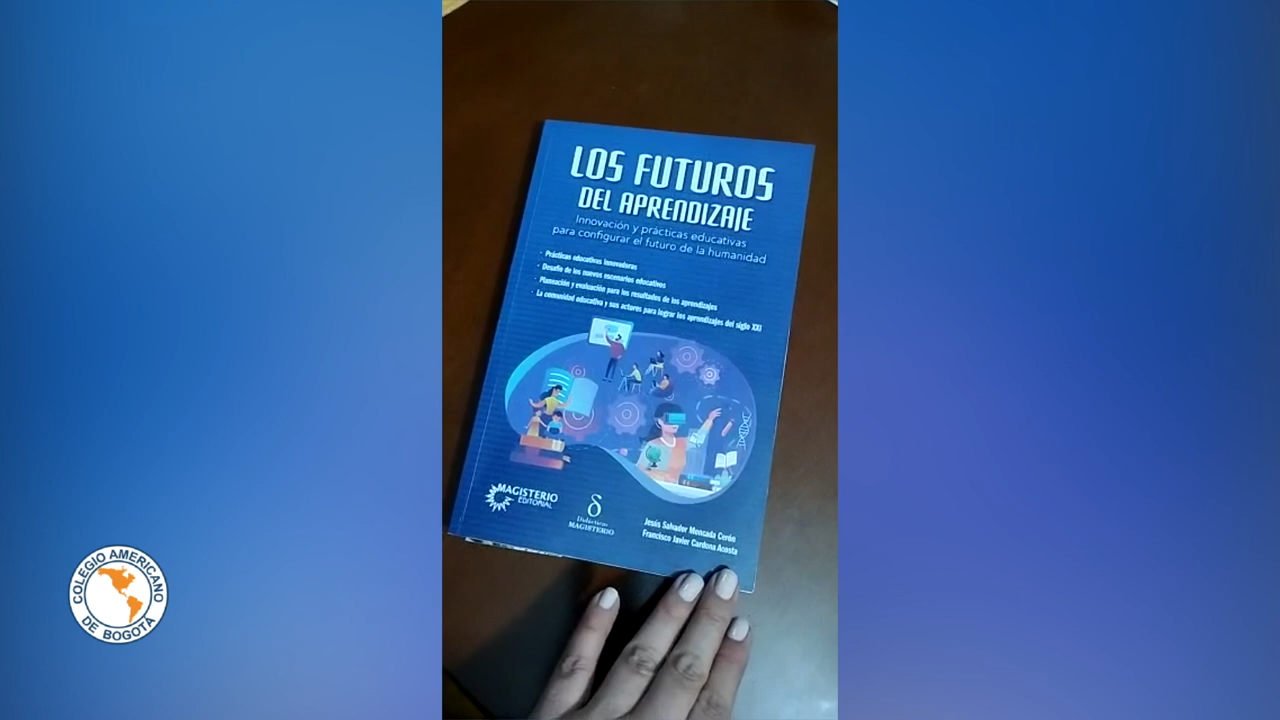 LOS FUTUROS
DEL APRENDIZAJE
Innovación y prácticas educativas
para configurar el futuro de la humanidad
· Prácticas educativas innovadoras
· Desafío de los nuevos escenarios educativos
· Planeación y evaluación para los resultados de los aprendizajes
· La comunidad educativa y sus actores para lograr los aprendizajes del siglo XXI
MAGISTERIO
EDITORIAL
δ
Didácticas
MAGISTERIO
Jesús Salvador Moncada Cerón
Francisco Javier Cardona Acosta
COLEGIO AMERICANO
DE BOGOTÁ